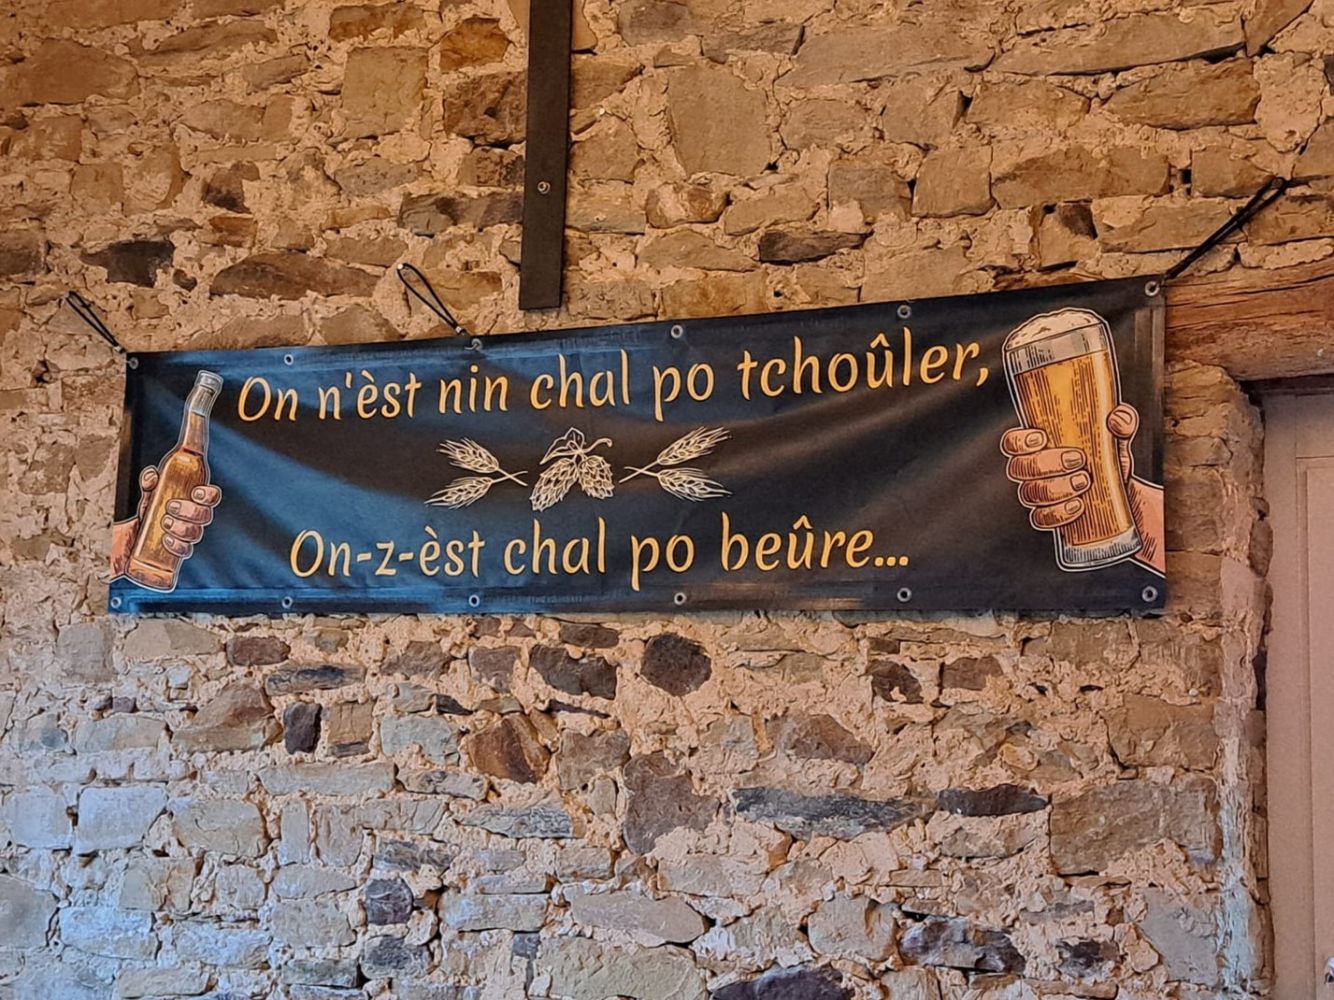 On n'èst nin chal po tchoûler,
On-z-èst chal po beûre...